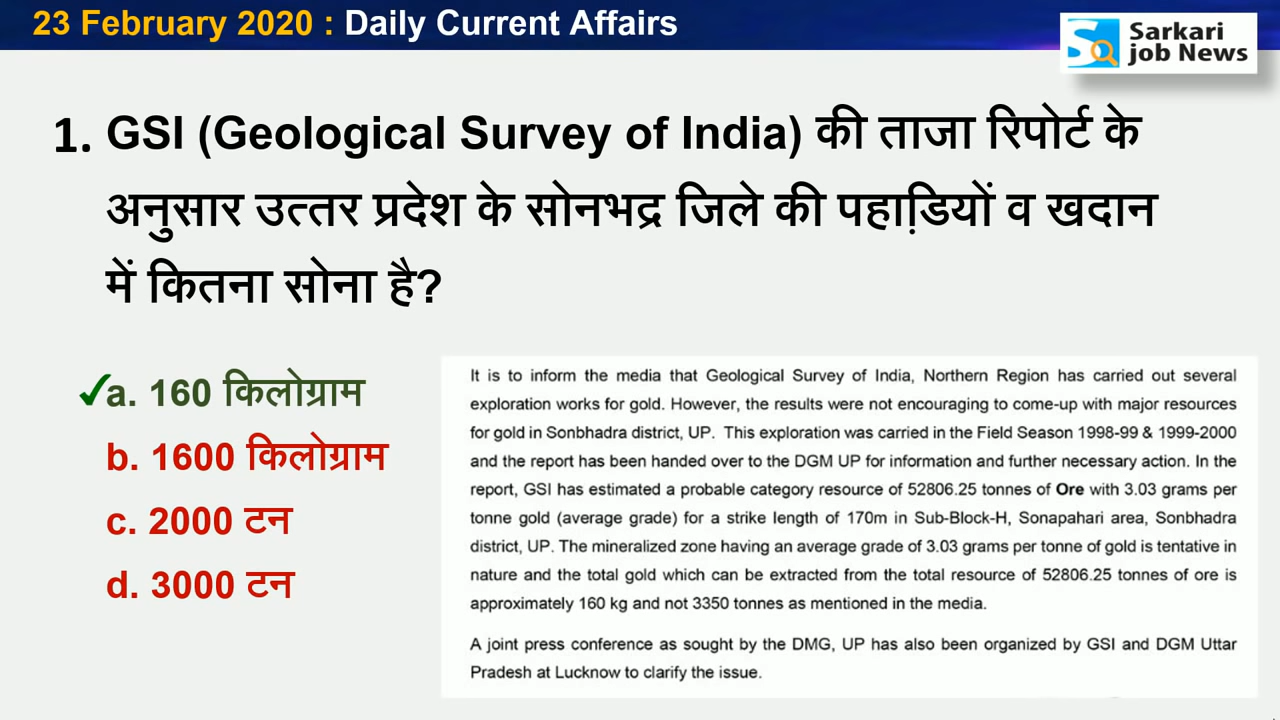 23 February 2020 : Daily Current Affairs
Sarkari
job News
1. GSI (Geological Survey of India) की ताजा रिपोर्ट के
अनुसार उत्तर प्रदेश के सोनभद्र जिले की पहाडि़यों व खदान
में कितना सोना है?
✓a. 160 किलोग्राम
b. 1600 किलोग्राम
c. 2000 टन
d. 3000 टन
It is to inform the media that Geological Survey of India, Northern Region has carried out several
exploration works for gold. However, the results were not encouraging to come-up with major resources
for gold in Sonbhadra district, UP. This exploration was carried in the Field Season 1998-99 & 1999-2000
and the report has been handed over to the DGM UP for information and further necessary action. In the
report, GSI has estimated a probable category resource of 52806.25 tonnes of Ore with 3.03 grams per
tonne gold (average grade) for a strike length of 170m in Sub-Block-H, Sonapahari area, Sonbhadra
district, UP. The mineralized zone having an average grade of 3.03 grams per tonne of gold is tentative in
nature and the total gold which can be extracted from the total resource of 52806.25 tonnes of ore is
approximately 160 kg and not 3350 tonnes as mentioned in the media.
A joint press conference as sought by the DMG, UP has also been organized by GSI and DGM Uttar
Pradesh at Lucknow to clarify the issue.